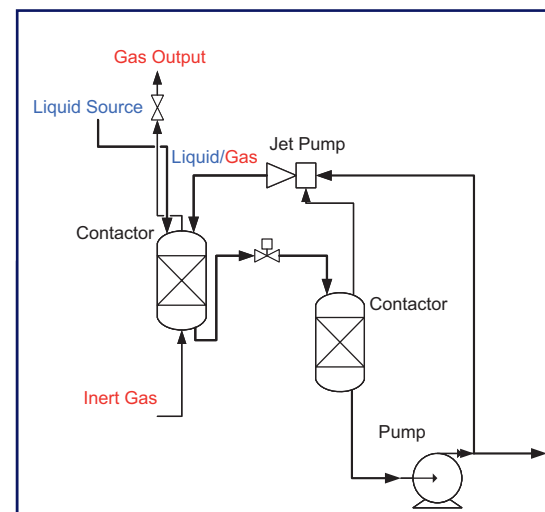 Gas Output
Liquid Source
Jet Pump
Liquid/Gas
Contactor
Contactor
Inert Gas
Pump